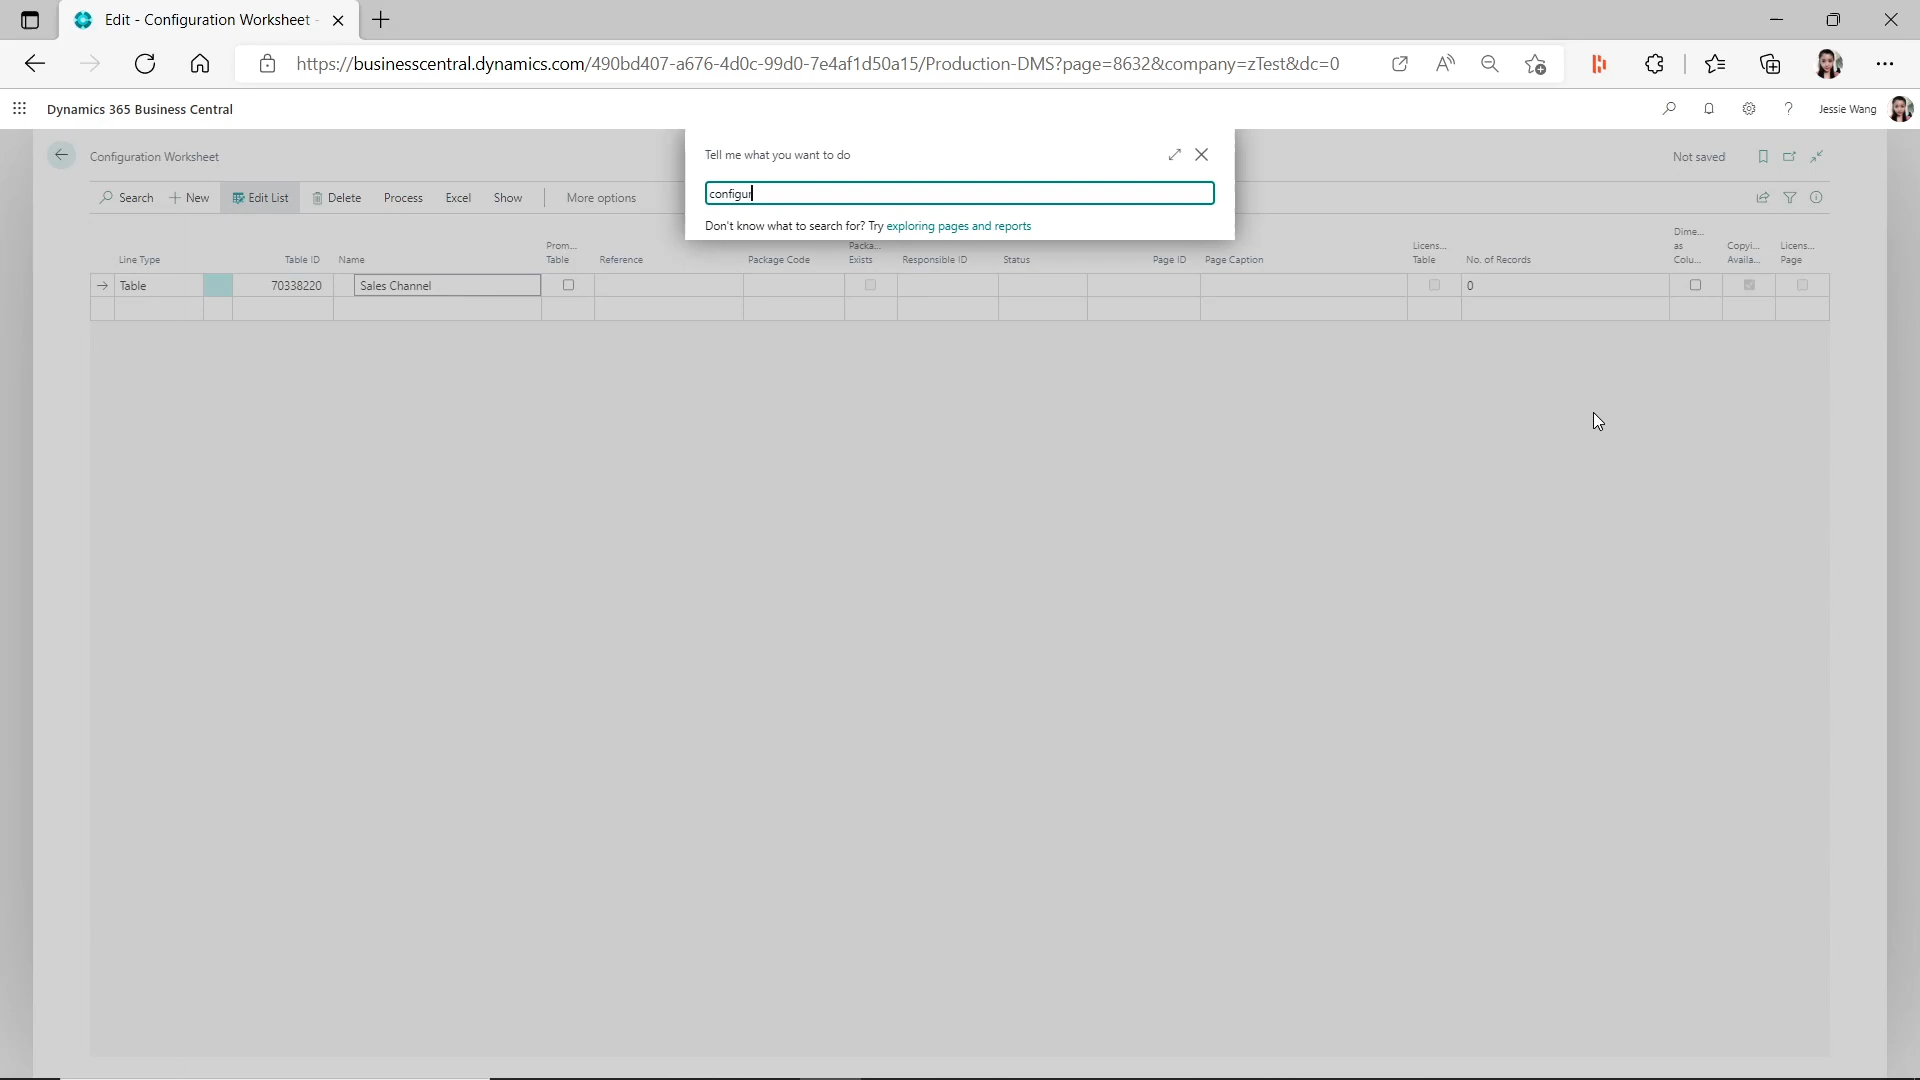 Edit - Configuration Worksheet -
https://businesscentral.dynamics.com/490bd407-a676-4d0c-99d0-7e4af1d50a15/Production-DMS?page=8632&company=zTest&dc=0
Dynamics 365 Business Central
Jessie Wang
Configuration Worksheet
Not saved
Tell me what you want to do
configur
Don't know what to search for? Try exploring pages and reports
Search
New
Edit List
Delete
Process
Excel
Show
More options
Line Type
Table ID
Name
Prom... Table
Reference
Package Code
Packa... Exists
Responsible ID
Status
Page ID
Page Caption
Licens... Table
No. of Records
Dime... as Colu...
Copyi... Availa...
Licens... Page
Table
70338220
Sales Channel
0